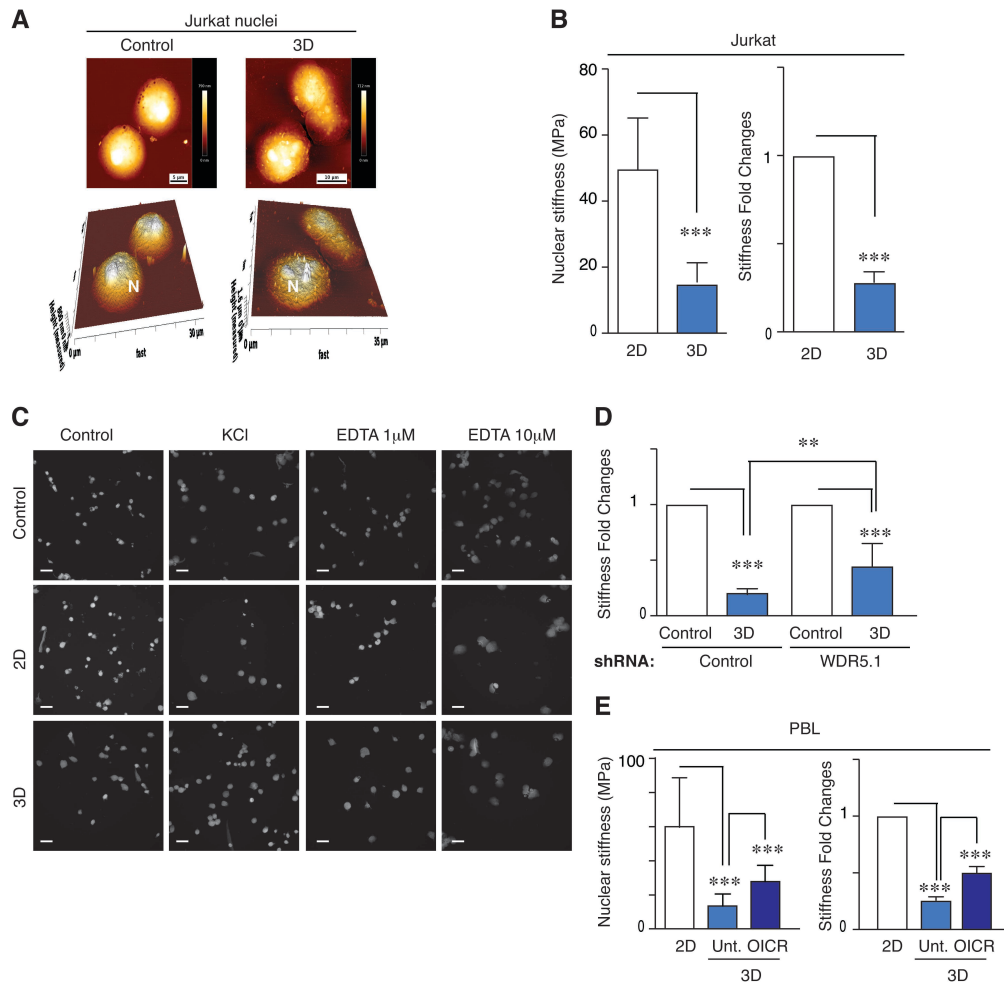 A
Jurkat nuclei
Control
3D
5 µm
10 µm
0 nm
0 nm
N
N
0 µm
fast
30 µm
0 µm
fast
35 µm
B
Jurkat
Nuclear stiffness (MPa)
80
60
40
20
0
***
2D
3D
Stiffness Fold Changes
1
0
***
2D
3D
C
Control
KCl
EDTA 1µM
EDTA 10µM
Control
2D
3D
D
Stiffness Fold Changes
1
0
**
***
***
Control
3D
Control
3D
shRNA:
Control
WDR5.1
E
PBL
Nuclear stiffness (MPa)
100
0
***
***
2D
Unt. OICR
3D
Stiffness Fold Changes
1
0
***
***
2D
Unt. OICR
3D